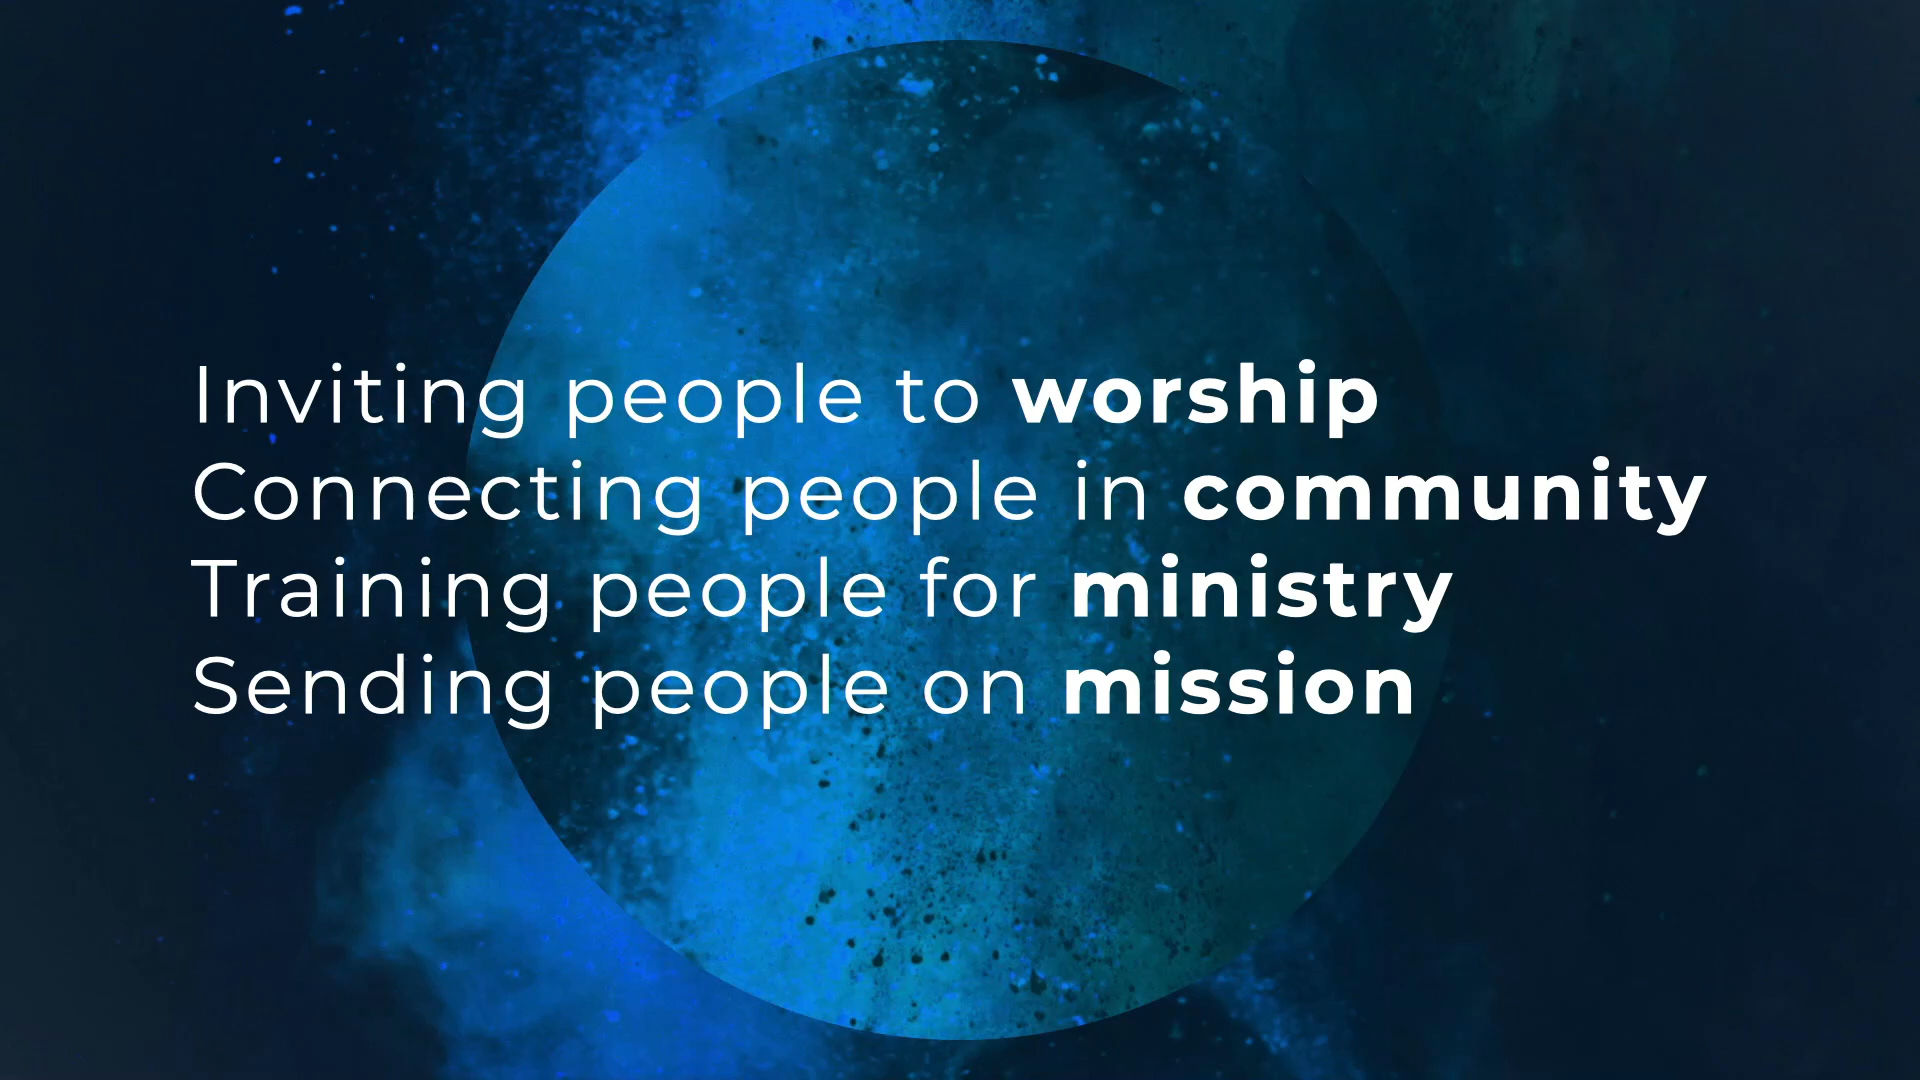 Inviting people to worship
Connecting people in community
Training people for ministry
Sending people on mission